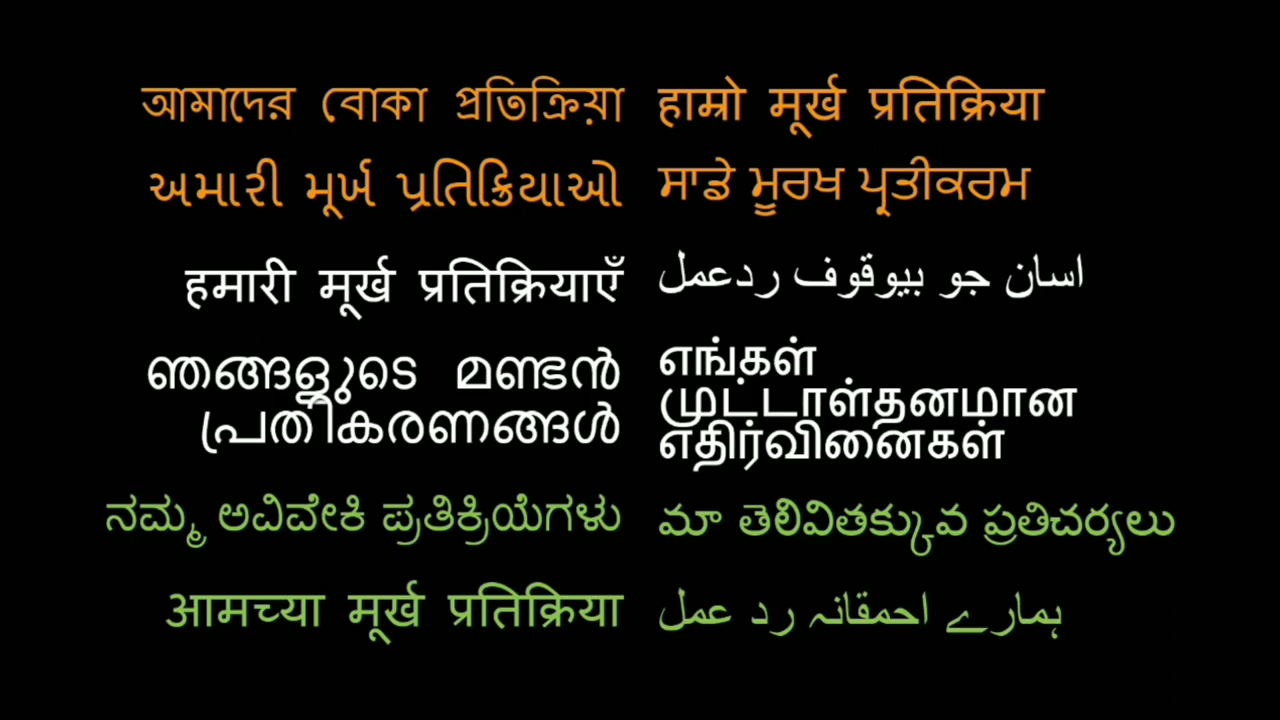 আমাদের বোকা প্রতিক্রিয়া
हाम्रो मूर्ख प्रतिक्रिया
અમારી મૂર્ખ પ્રતિક્રિયાઓ
ਸਾਡੇ ਮੂਰਖ ਪ੍ਰਤੀਕਰਮ
हमारी मूर्ख प्रतिक्रियाएँ
اسان جو بيوقوف ردعمل
ഞങ്ങളുടെ മണ്ടൻ
പ്രതികരണങ്ങൾ
எங்கள்
முட்டாள்தனமான
எதிர்வினைகள்
ನಮ್ಮ ಅವಿವೇಕಿ ಪ್ರತಿಕ್ರಿಯೆಗಳು
మా తెలివితక్కువ ప్రతిచర్యలు
आमच्या मूर्ख प्रतिक्रिया
ہمارے احمقانہ رد عمل